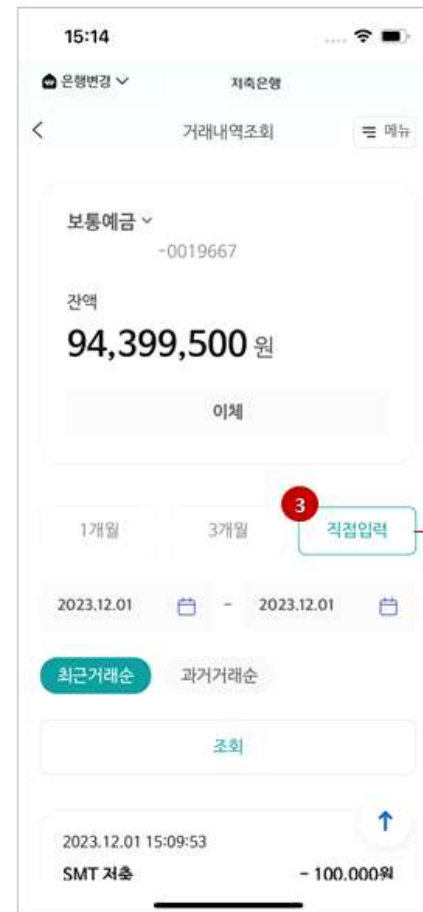 15:14
은행변경 저축은행
거래내역조회 메뉴
보통예금
-0019667
잔액
94,399,500 원
이체
3
1개월 3개월 직접입력
2023.12.01 - 2023.12.01
최근거래순 과거거래순
조회
2023.12.01 15:09:53
SMT 저축 - 100.000원